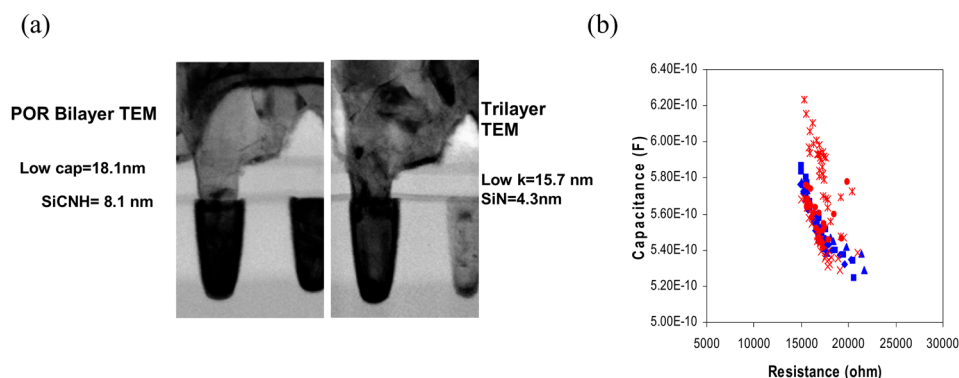 (a)
POR Bilayer TEM
Low cap=18.1nm
SiCNH= 8.1 nm
Trilayer
TEM
Low k=15.7 nm
SiN=4.3nm
(b)
Capacitance (F)
6.40E-10
6.20E-10
6.00E-10
5.80E-10
5.60E-10
5.40E-10
5.20E-10
5.00E-10
5000 10000 15000 20000 25000 30000
Resistance (ohm)